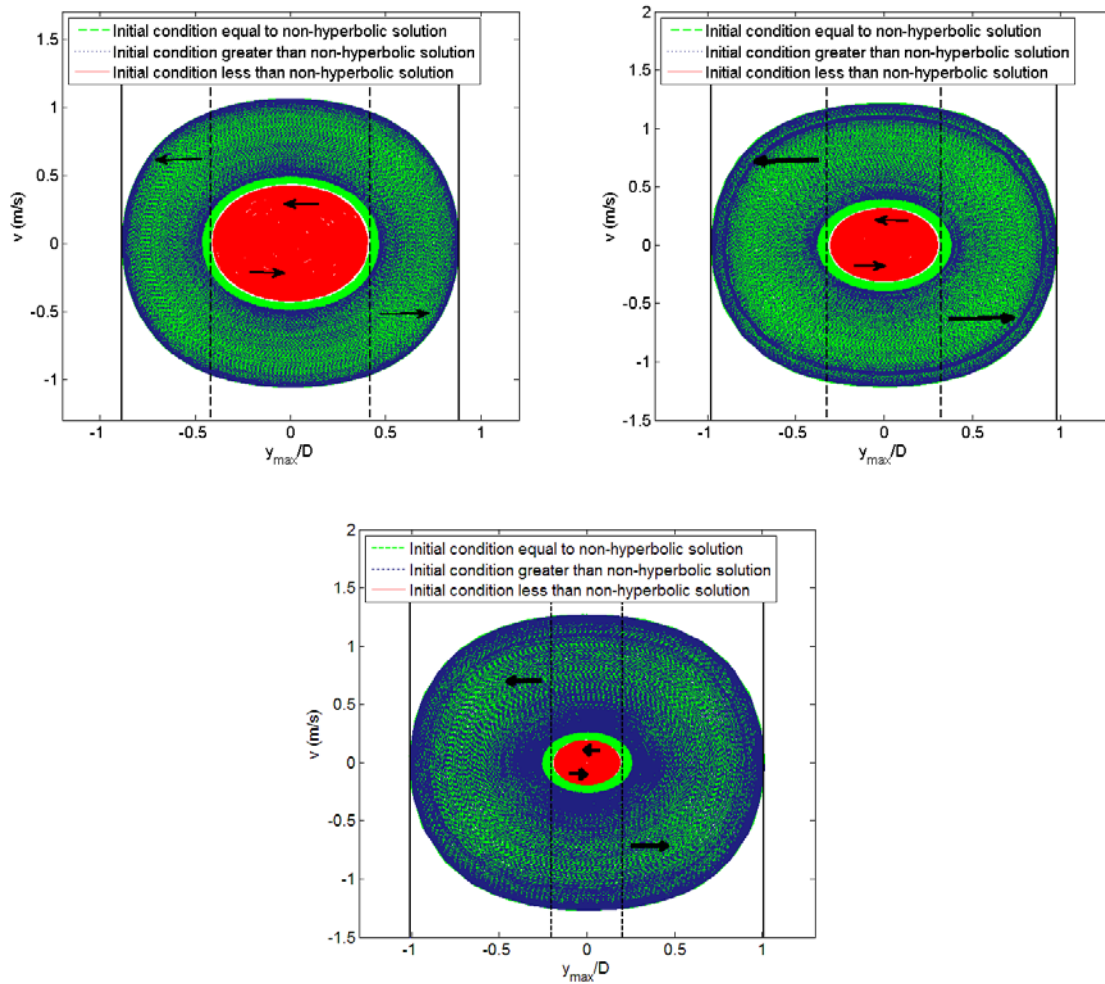 Initial condition equal to non-hyperbolic solution
Initial condition greater than non-hyperbolic solution
Initial condition less than non-hyperbolic solution
1.5
1
0.5
0
-0.5
-1
v (m/s)
-1
-0.5
0
0.5
1
y_max/D
2
Initial condition equal to non-hyperbolic solution
Initial condition greater than non-hyperbolic solution
Initial condition less than non-hyperbolic solution
1.5
1
0.5
0
-0.5
-1
-1.5
v (m/s)
-1
-0.5
0
0.5
1
y_max/D
2
Initial condition equal to non-hyperbolic solution
Initial condition greater than non-hyperbolic solution
Initial condition less than non-hyperbolic solution
1.5
1
0.5
0
-0.5
-1
-1.5
v (m/s)
-1
-0.5
0
0.5
1
y_max/D